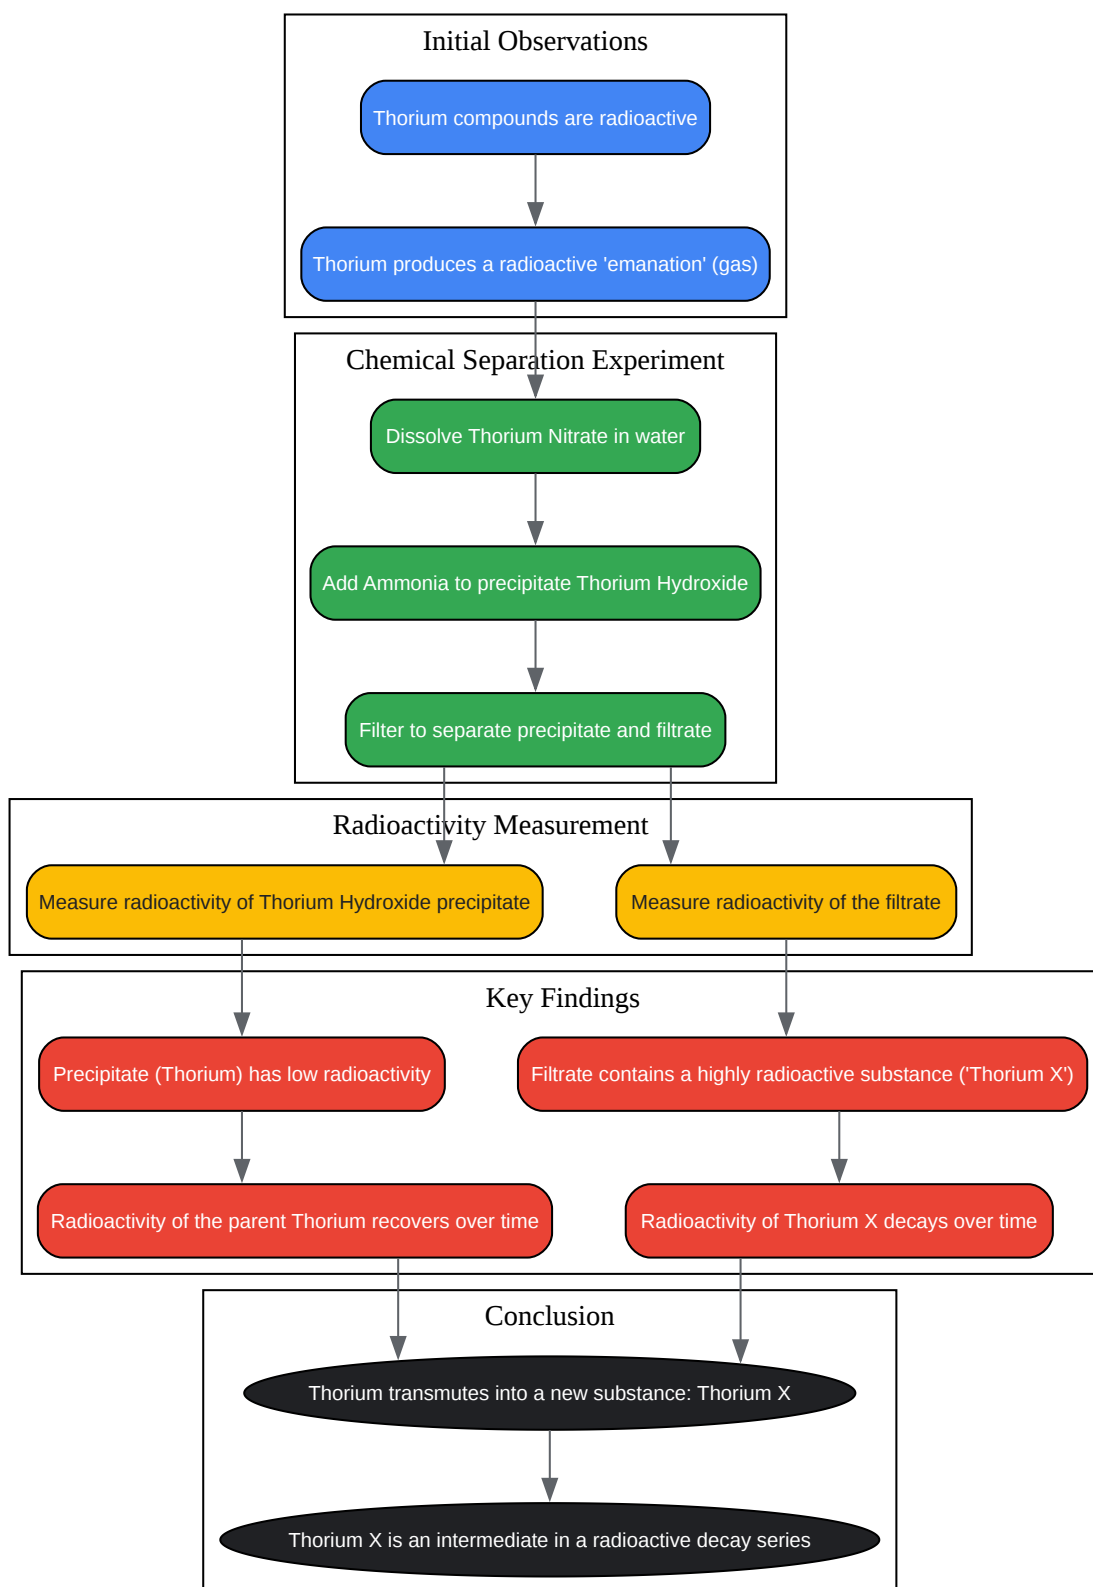 Initial Observations
Thorium compounds are radioactive
Thorium produces a radioactive 'emanation' (gas)
Chemical Separation Experiment
Dissolve Thorium Nitrate in water
Add Ammonia to precipitate Thorium Hydroxide
Filter to separate precipitate and filtrate
Radioactivity Measurement
Measure radioactivity of Thorium Hydroxide precipitate
Measure radioactivity of the filtrate
Key Findings
Precipitate (Thorium) has low radioactivity
Filtrate contains a highly radioactive substance ('Thorium X')
Radioactivity of the parent Thorium recovers over time
Radioactivity of Thorium X decays over time
Conclusion
Thorium transmutes into a new substance: Thorium X
Thorium X is an intermediate in a radioactive decay series